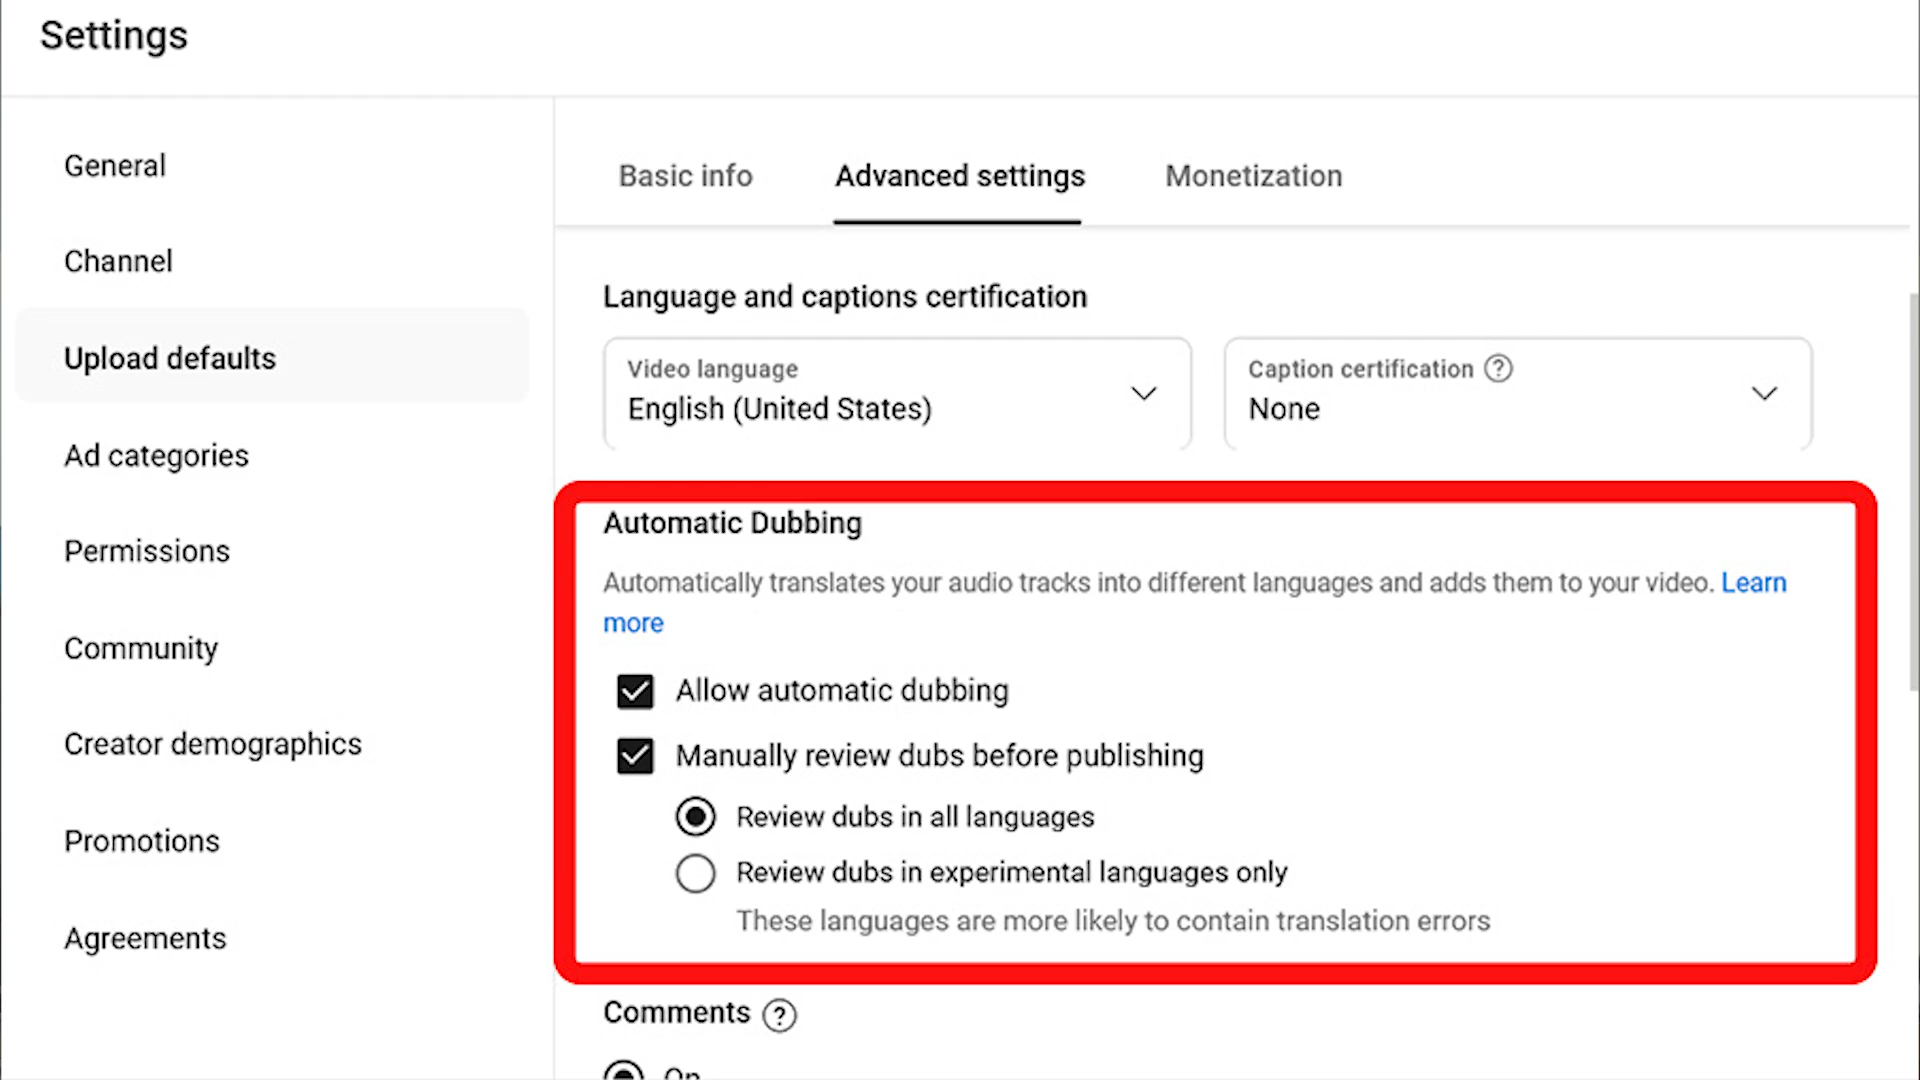 Settings
General
Channel
Upload defaults
Ad categories
Permissions
Community
Creator demographics
Promotions
Agreements
Basic info
Advanced settings
Monetization
Language and captions certification
Video language
English (United States)
Caption certification ?
None
Automatic Dubbing
Automatically translates your audio tracks into different languages and adds them to your video. Learn
more
Allow automatic dubbing
Manually review dubs before publishing
Review dubs in all languages
Review dubs in experimental languages only
These languages are more likely to contain translation errors
Comments ?
On